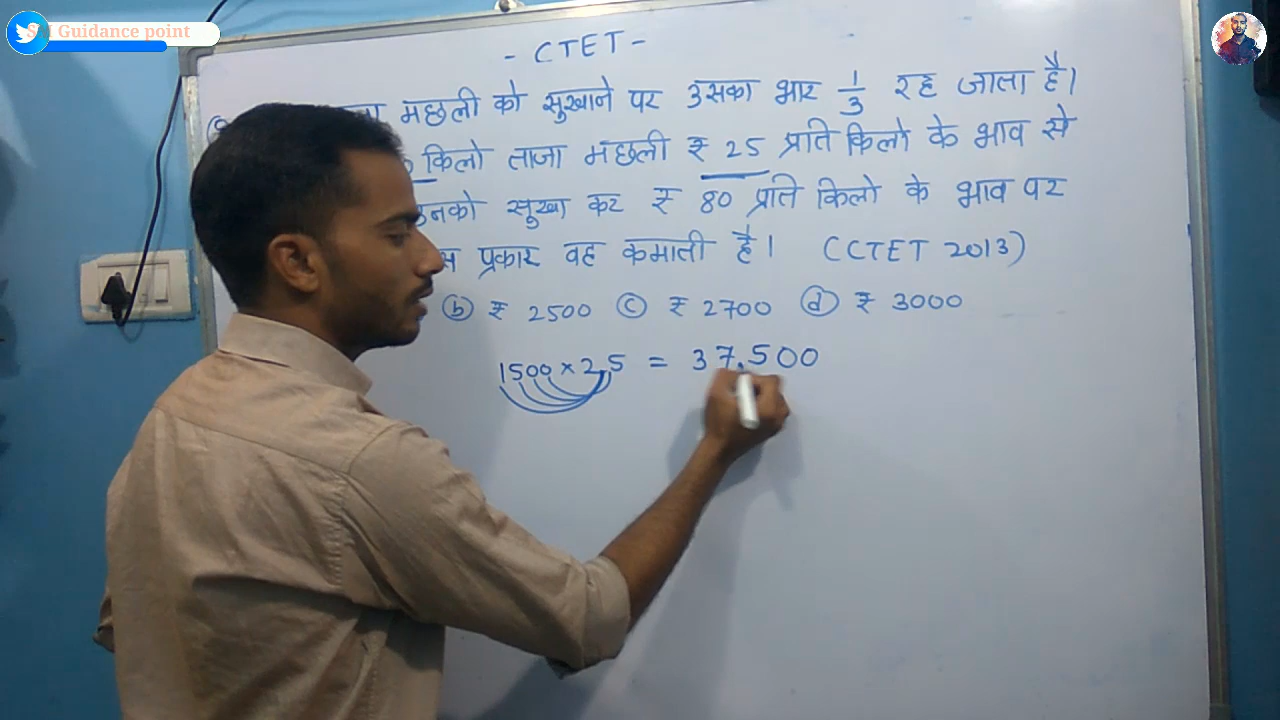 Guidance point
- CTET -
मछली को सुखाने पर उसका भार 1/3 रह जाता है।
किलो ताजा मछली ₹ 25 प्रति किलो के भाव से
उनको सुखा कर ₹ 80 प्रति किलो के भाव पर
प्रकार वह कमाती है। (CTET 2013)
(b) ₹ 2500 (c) ₹ 2700 (d) ₹ 3000
1500 × 25 = 37,500